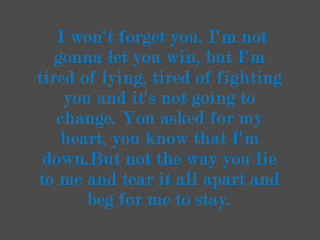 I won't forget you. I'm not
gonna let you win, but I'm
tired of lying, tired of fighting
you and it's not going to
change. You asked for my
heart, you know that I'm
down.But not the way you lie
to me and tear it all apart and
beg for me to stay.